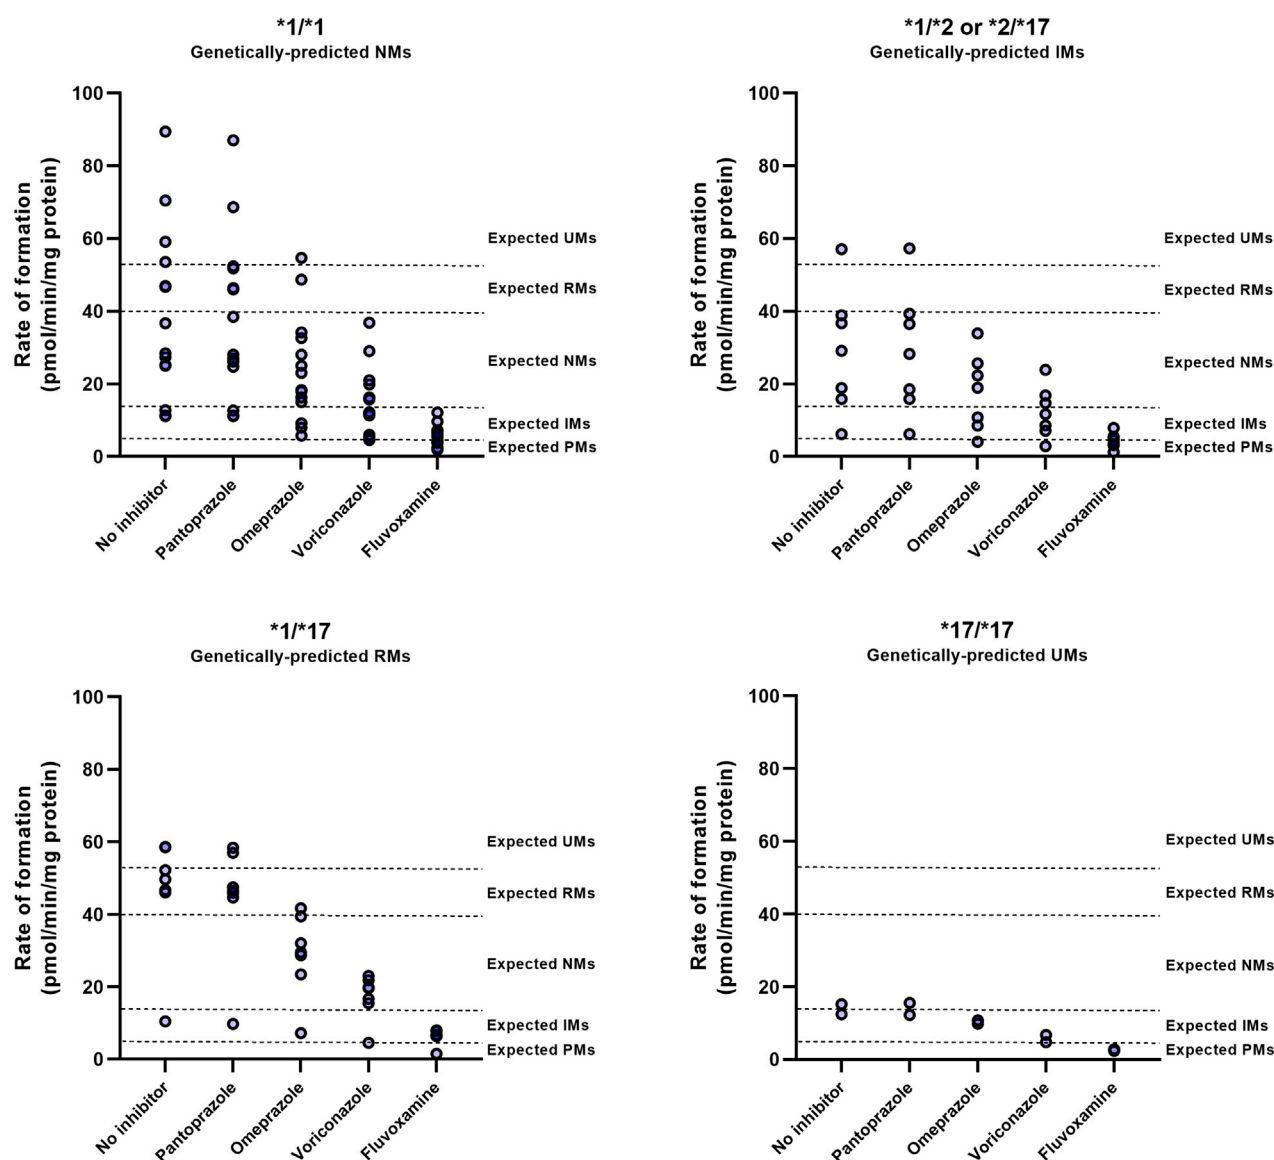 *1/*1
Genetically-predicted NMs
Rate of formation
(pmol/min/mg protein)
100
80
60
40
20
0
Expected UMs
Expected RMs
Expected NMs
Expected IMs
Expected PMs
No inhibitor
Pantoprazole
Omeprazole
Voriconazole
Fluvoxamine
*1/*2 or *2/*17
Genetically-predicted IMs
Rate of formation
(pmol/min/mg protein)
100
80
60
40
20
0
Expected UMs
Expected RMs
Expected NMs
Expected IMs
Expected PMs
No inhibitor
Pantoprazole
Omeprazole
Voriconazole
Fluvoxamine
*1/*17
Genetically-predicted RMs
Rate of formation
(pmol/min/mg protein)
100
80
60
40
20
0
Expected UMs
Expected RMs
Expected NMs
Expected IMs
Expected PMs
No inhibitor
Pantoprazole
Omeprazole
Voriconazole
Fluvoxamine
*17/*17
Genetically-predicted UMs
Rate of formation
(pmol/min/mg protein)
100
80
60
40
20
0
Expected UMs
Expected RMs
Expected NMs
Expected IMs
Expected PMs
No inhibitor
Pantoprazole
Omeprazole
Voriconazole
Fluvoxamine